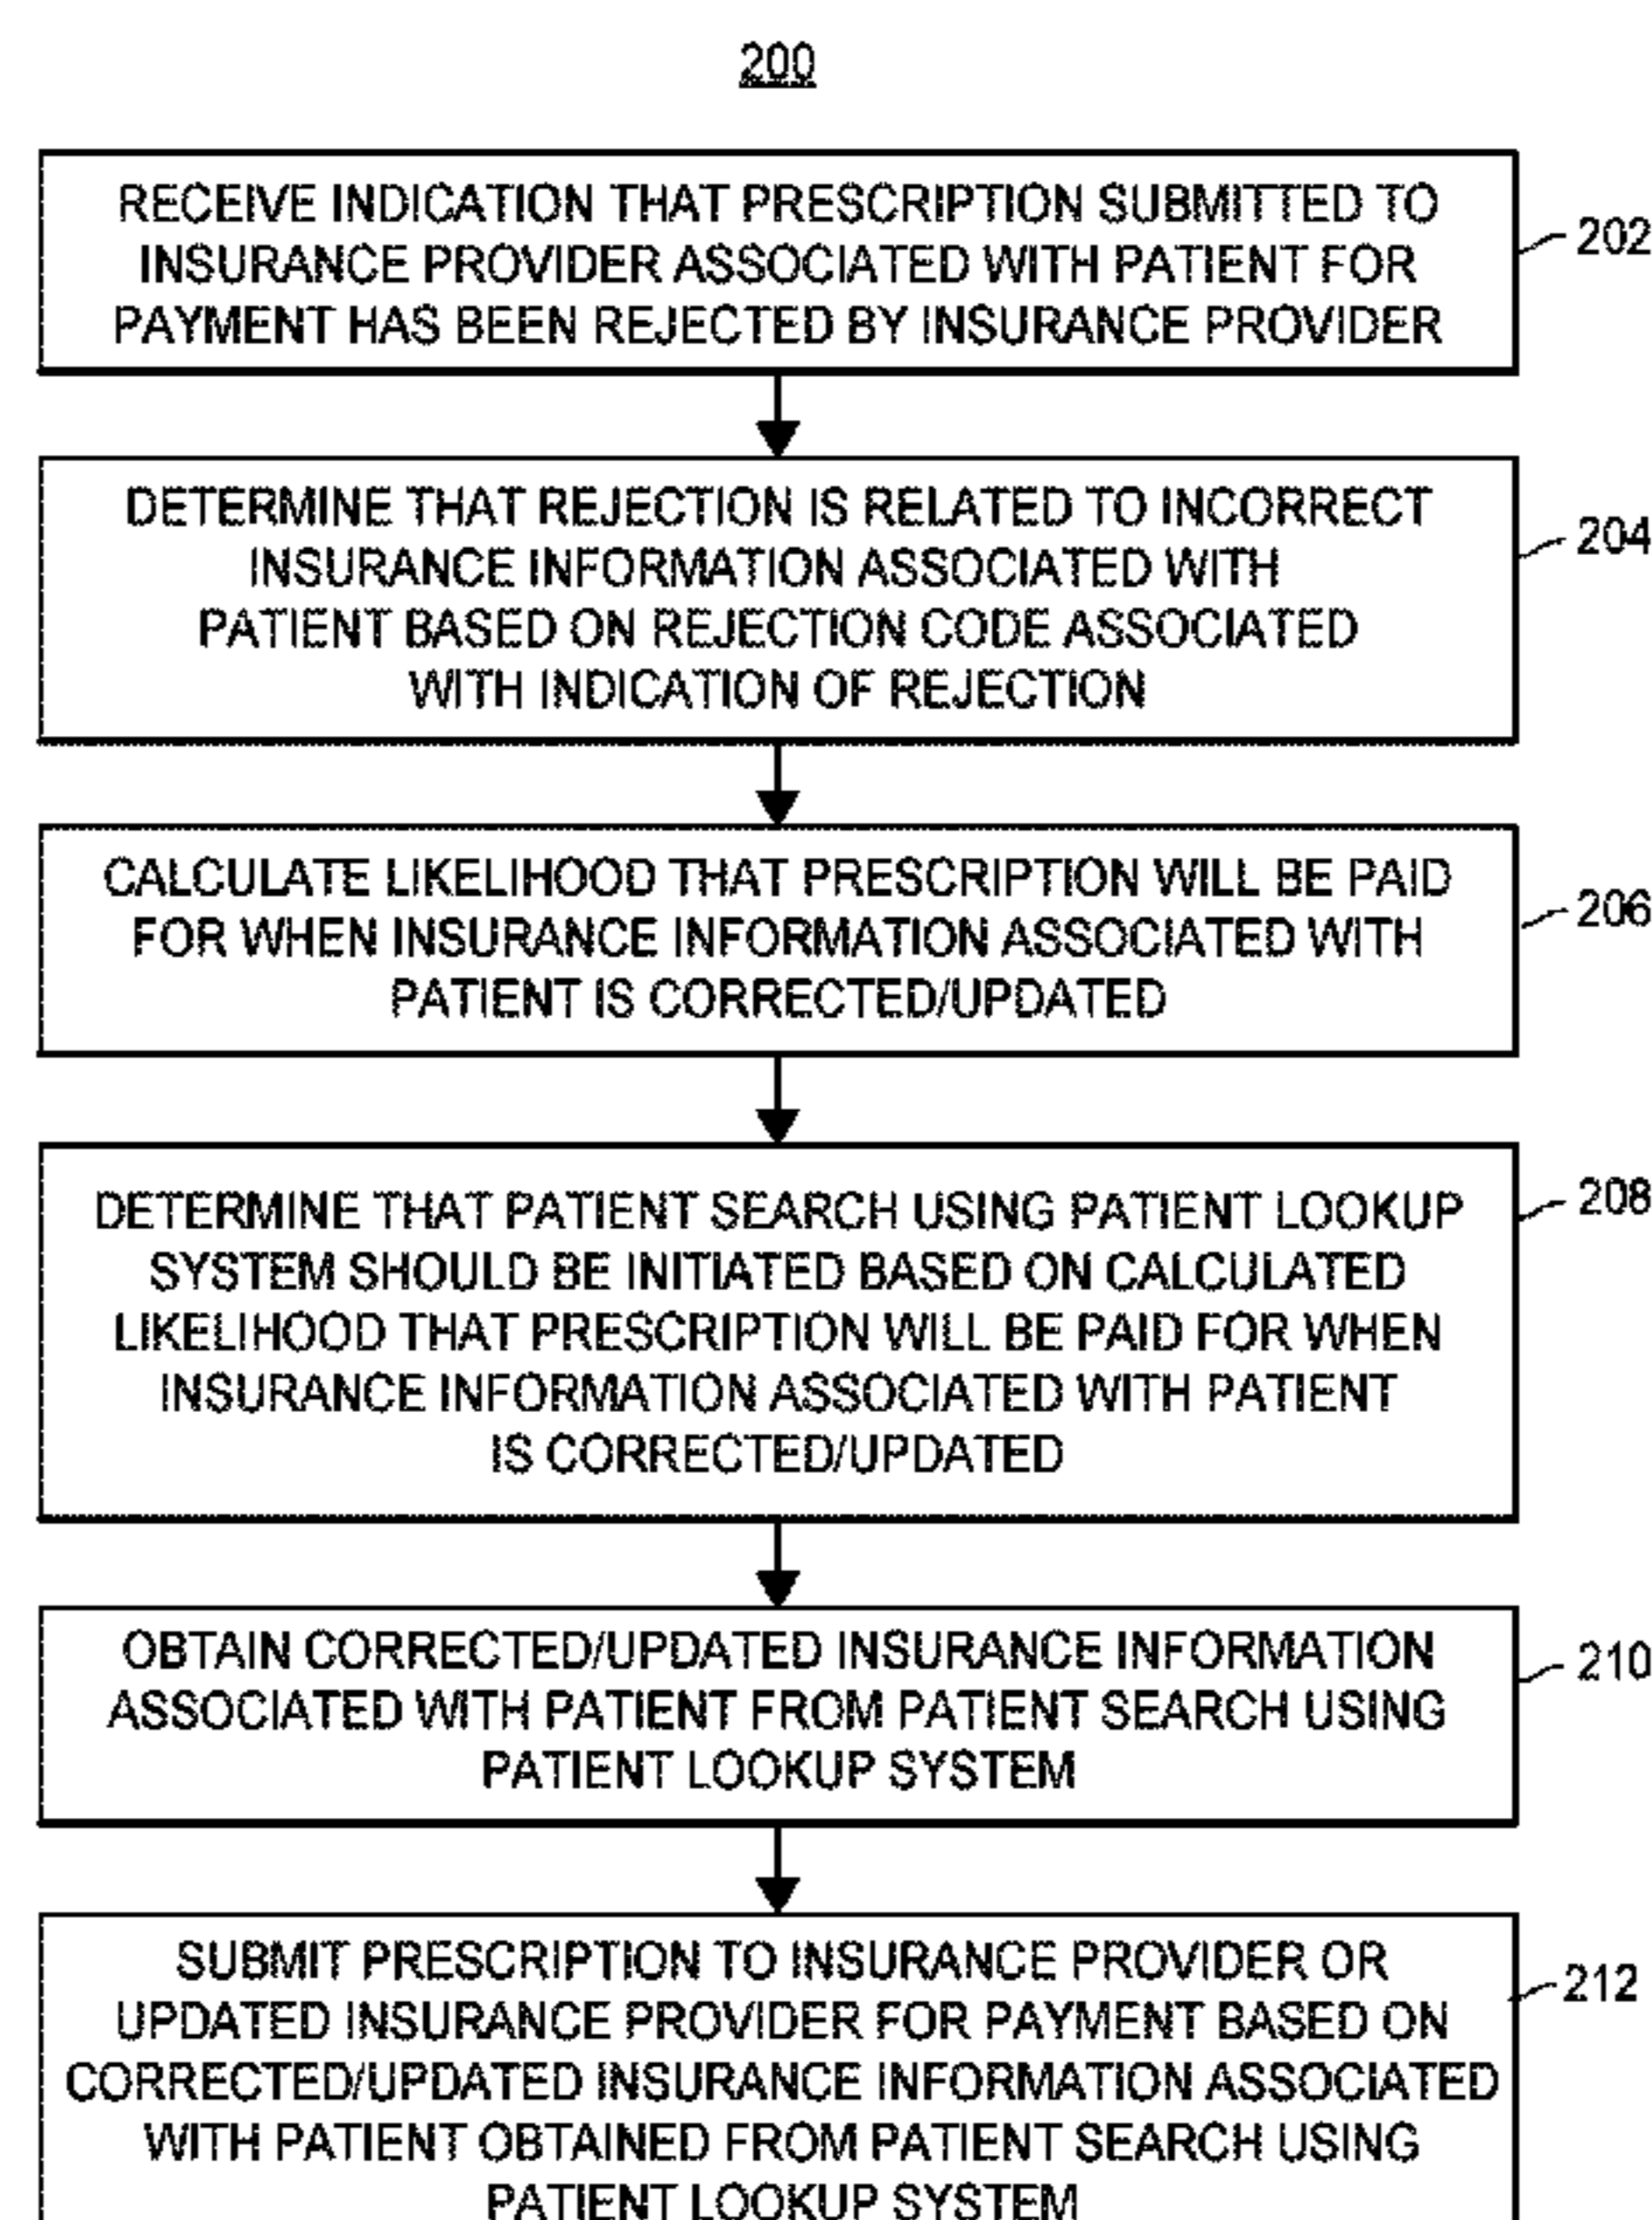 200
RECEIVE INDICATION THAT PRESCRIPTION SUBMITTED TO
INSURANCE PROVIDER ASSOCIATED WITH PATIENT FOR
PAYMENT HAS BEEN REJECTED BY INSURANCE PROVIDER
202
DETERMINE THAT REJECTION IS RELATED TO INCORRECT
INSURANCE INFORMATION ASSOCIATED WITH
PATIENT BASED ON REJECTION CODE ASSOCIATED
WITH INDICATION OF REJECTION
204
CALCULATE LIKELIHOOD THAT PRESCRIPTION WILL BE PAID
FOR WHEN INSURANCE INFORMATION ASSOCIATED WITH
PATIENT IS CORRECTED/UPDATED
206
DETERMINE THAT PATIENT SEARCH USING PATIENT LOOKUP
SYSTEM SHOULD BE INITIATED BASED ON CALCULATED
LIKELIHOOD THAT PRESCRIPTION WILL BE PAID FOR WHEN
INSURANCE INFORMATION ASSOCIATED WITH PATIENT
IS CORRECTED/UPDATED
208
OBTAIN CORRECTED/UPDATED INSURANCE INFORMATION
ASSOCIATED WITH PATIENT FROM PATIENT SEARCH USING
PATIENT LOOKUP SYSTEM
210
SUBMIT PRESCRIPTION TO INSURANCE PROVIDER OR
UPDATED INSURANCE PROVIDER FOR PAYMENT BASED ON
CORRECTED/UPDATED INSURANCE INFORMATION ASSOCIATED
WITH PATIENT OBTAINED FROM PATIENT SEARCH USING
PATIENT LOOKUP SYSTEM
212